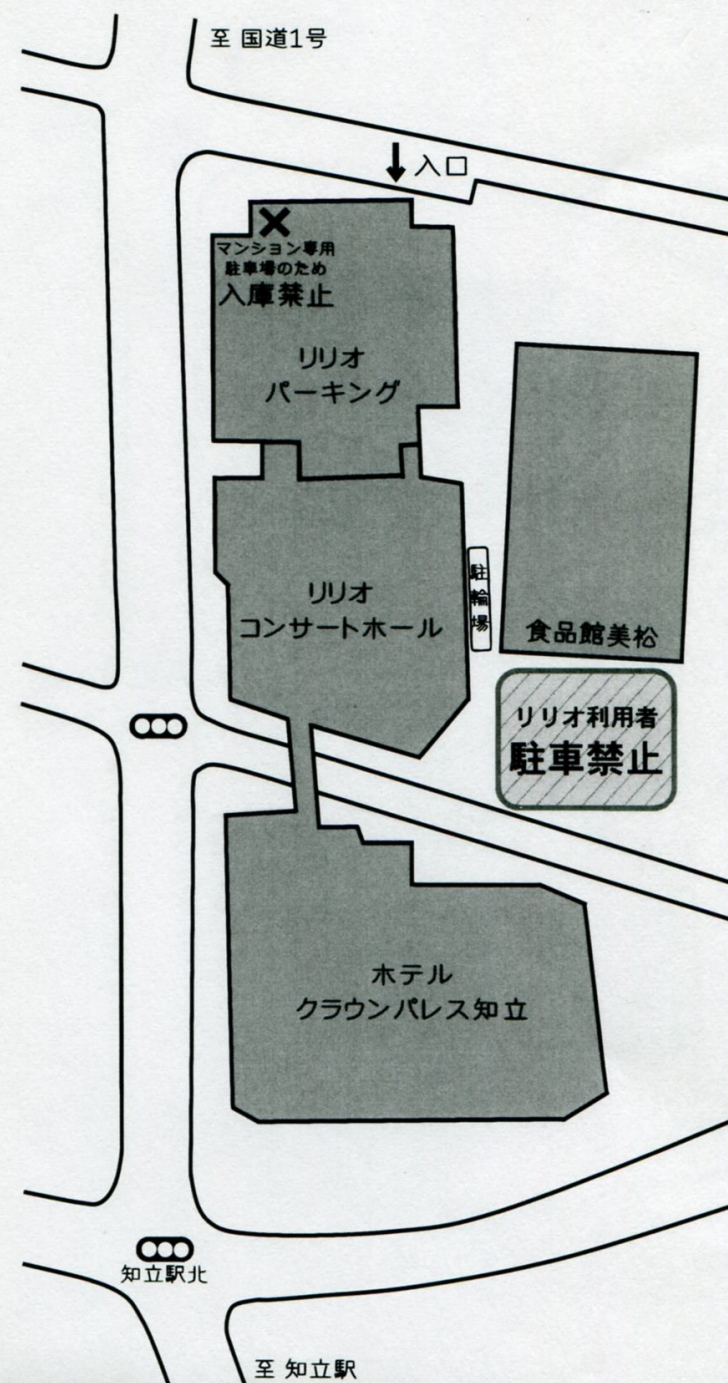 至 国道1号
入口
マンション専用
駐車場のため
入庫禁止
リリオ
パーキング
リリオ
コンサートホール
駐輪場
食品館美松
リリオ利用者
駐車禁止
ホテル
クラウンパレス知立
知立駅北
至 知立駅